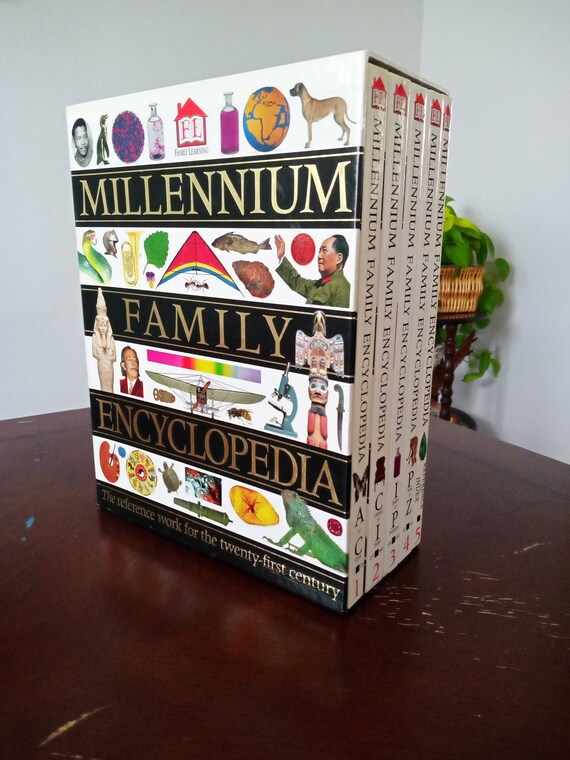 FL
FAMILY LEARNING
MILLENNIUM
FAMILY
ENCYCLOPEDIA
The reference work for the twenty-first century
MILLENNIUM FAMILY ENCYCLOPEDIA A C 1
MILLENNIUM FAMILY ENCYCLOPEDIA C I 2
MILLENNIUM FAMILY ENCYCLOPEDIA I P 3
MILLENNIUM FAMILY ENCYCLOPEDIA P Z 4
MILLENNIUM FAMILY ENCYCLOPEDIA 5